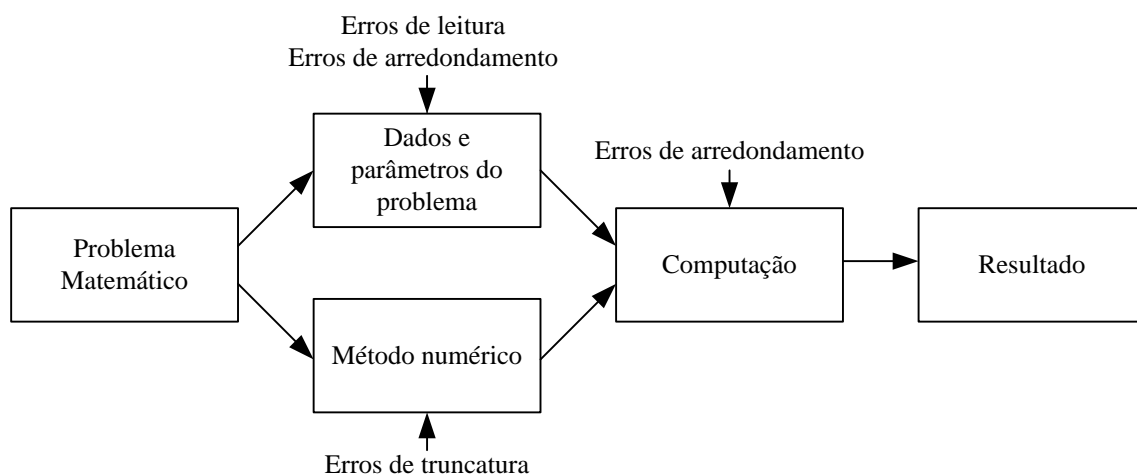 Erros de leitura
Erros de arredondamento
Dados e
parâmetros do
problema
Erros de arredondamento
Problema
Matemático
Computação
Resultado
Método numérico
Erros de truncatura